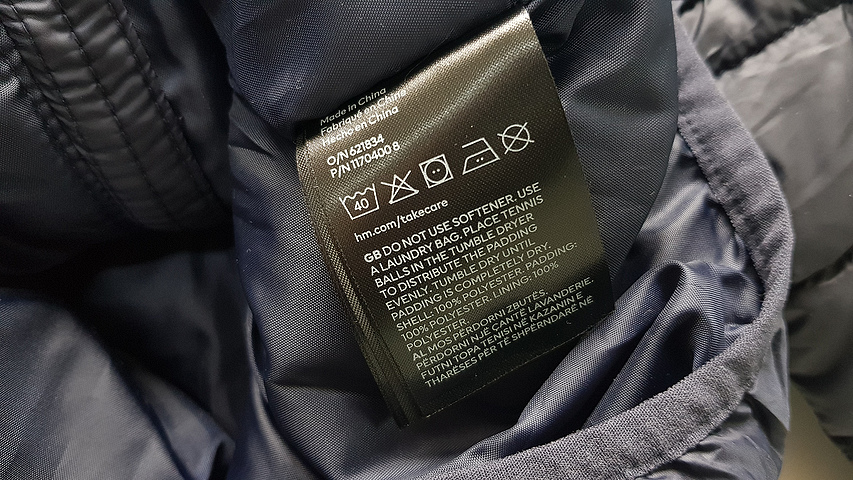 Made in China
Fabriqué en Chine
Hecho en China
O/N 621834
P/N 1170400 8
40
hm.com/takecare
GB DO NOT USE SOFTENER. USE
A LAUNDRY BAG. PLACE TENNIS
BALLS IN THE TUMBLE DRYER
TO DISTRIBUTE THE PADDING
EVENLY. TUMBLE DRY UNTIL
PADDING IS COMPLETELY DRY.
SHELL: 100% POLYESTER. PADDING:
100% POLYESTER. LINING: 100%
POLYESTER.
AL MOS PËRDORNI ZBUTËS.
PËRDORNI NJË ÇANTË LAVANDERIE.
FUTNI TOPA TENISI NË KAZANIN E
THARËSES PËR TË SHPËRNDARË NË